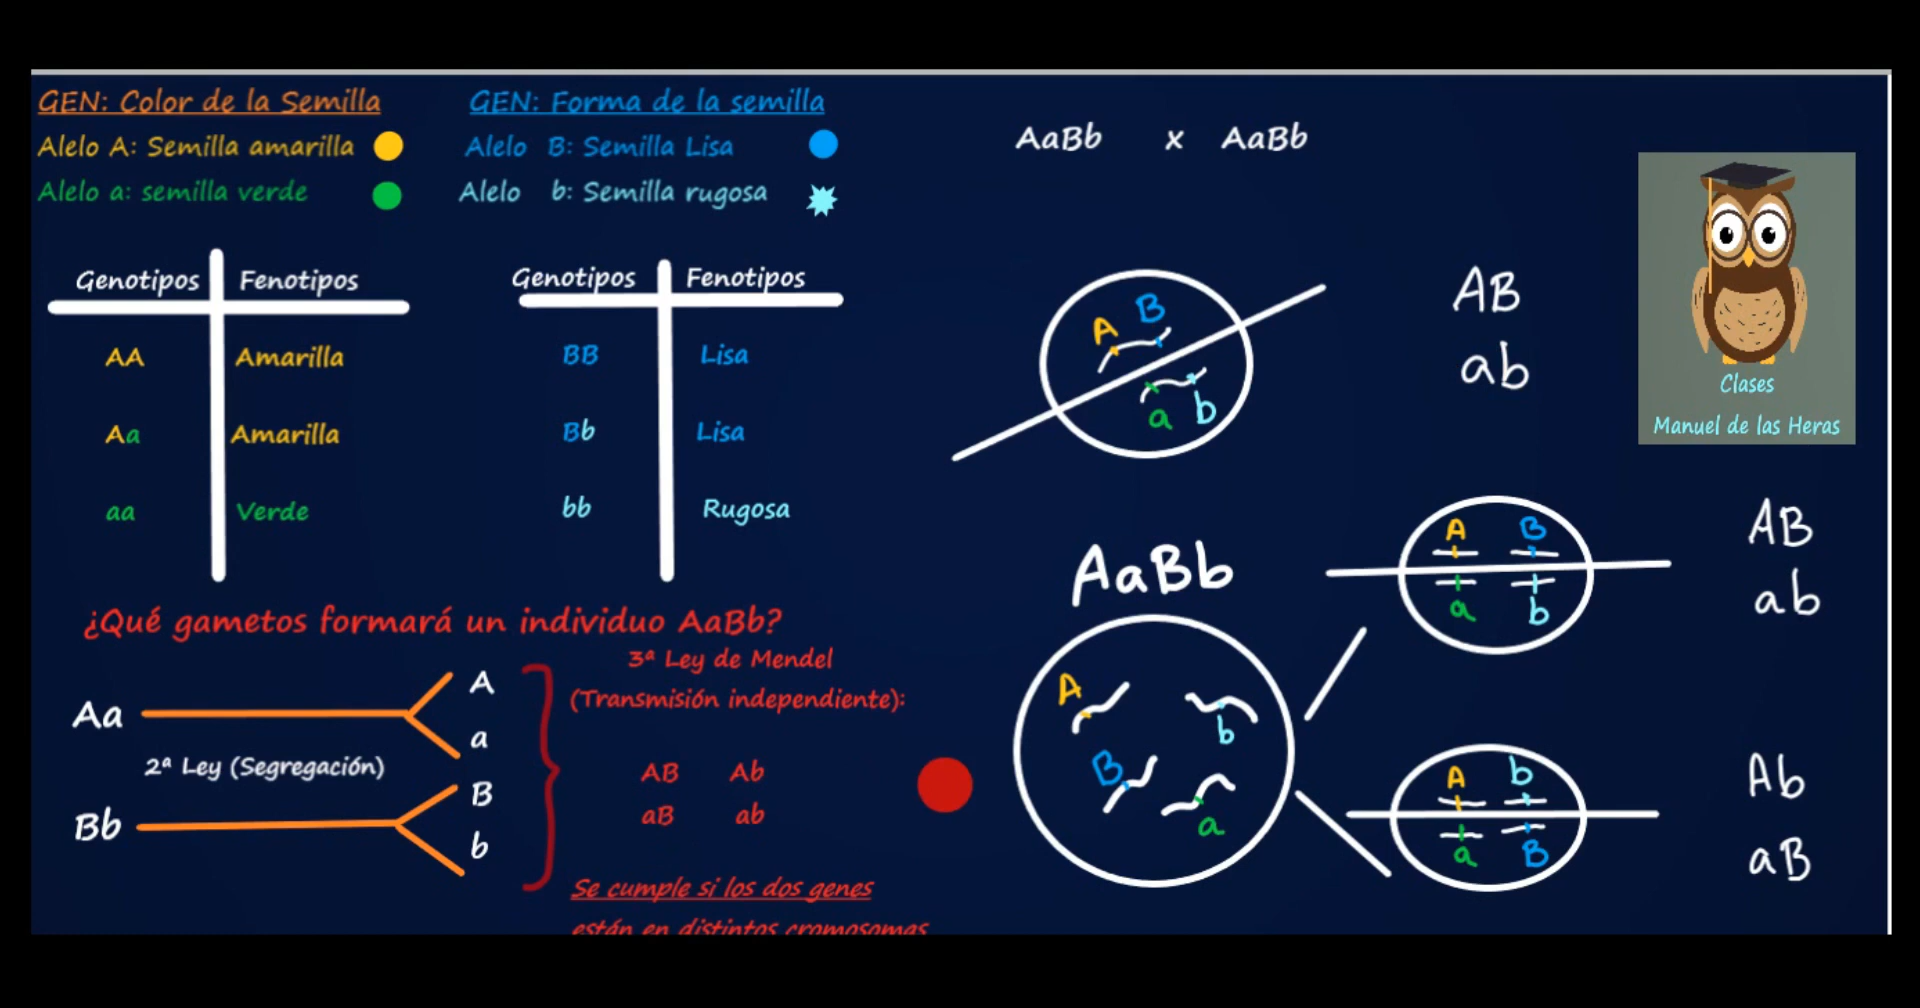 GEN: Color de la Semilla
Alelo A: Semilla amarilla
Alelo a: semilla verde
GEN: Forma de la semilla
Alelo B: Semilla Lisa
Alelo b: Semilla rugosa
Genotipos Fenotipos
AA Amarilla
Aa Amarilla
aa Verde
Genotipos Fenotipos
BB Lisa
Bb Lisa
bb Rugosa
¿Qué gametos formará un individuo AaBb?
Aa
A
a
2ª Ley (Segregación)
Bb
B
b
3ª Ley de Mendel
(Transmisión independiente):
AB Ab
aB ab
Se cumple si los dos genes
están en distintos cromosomas
AaBb x AaBb
A B
a b
AB
ab
AaBb
A
b
B
a
A B
a b
AB
ab
A b
a B
Ab
aB
Clases
Manuel de las Heras